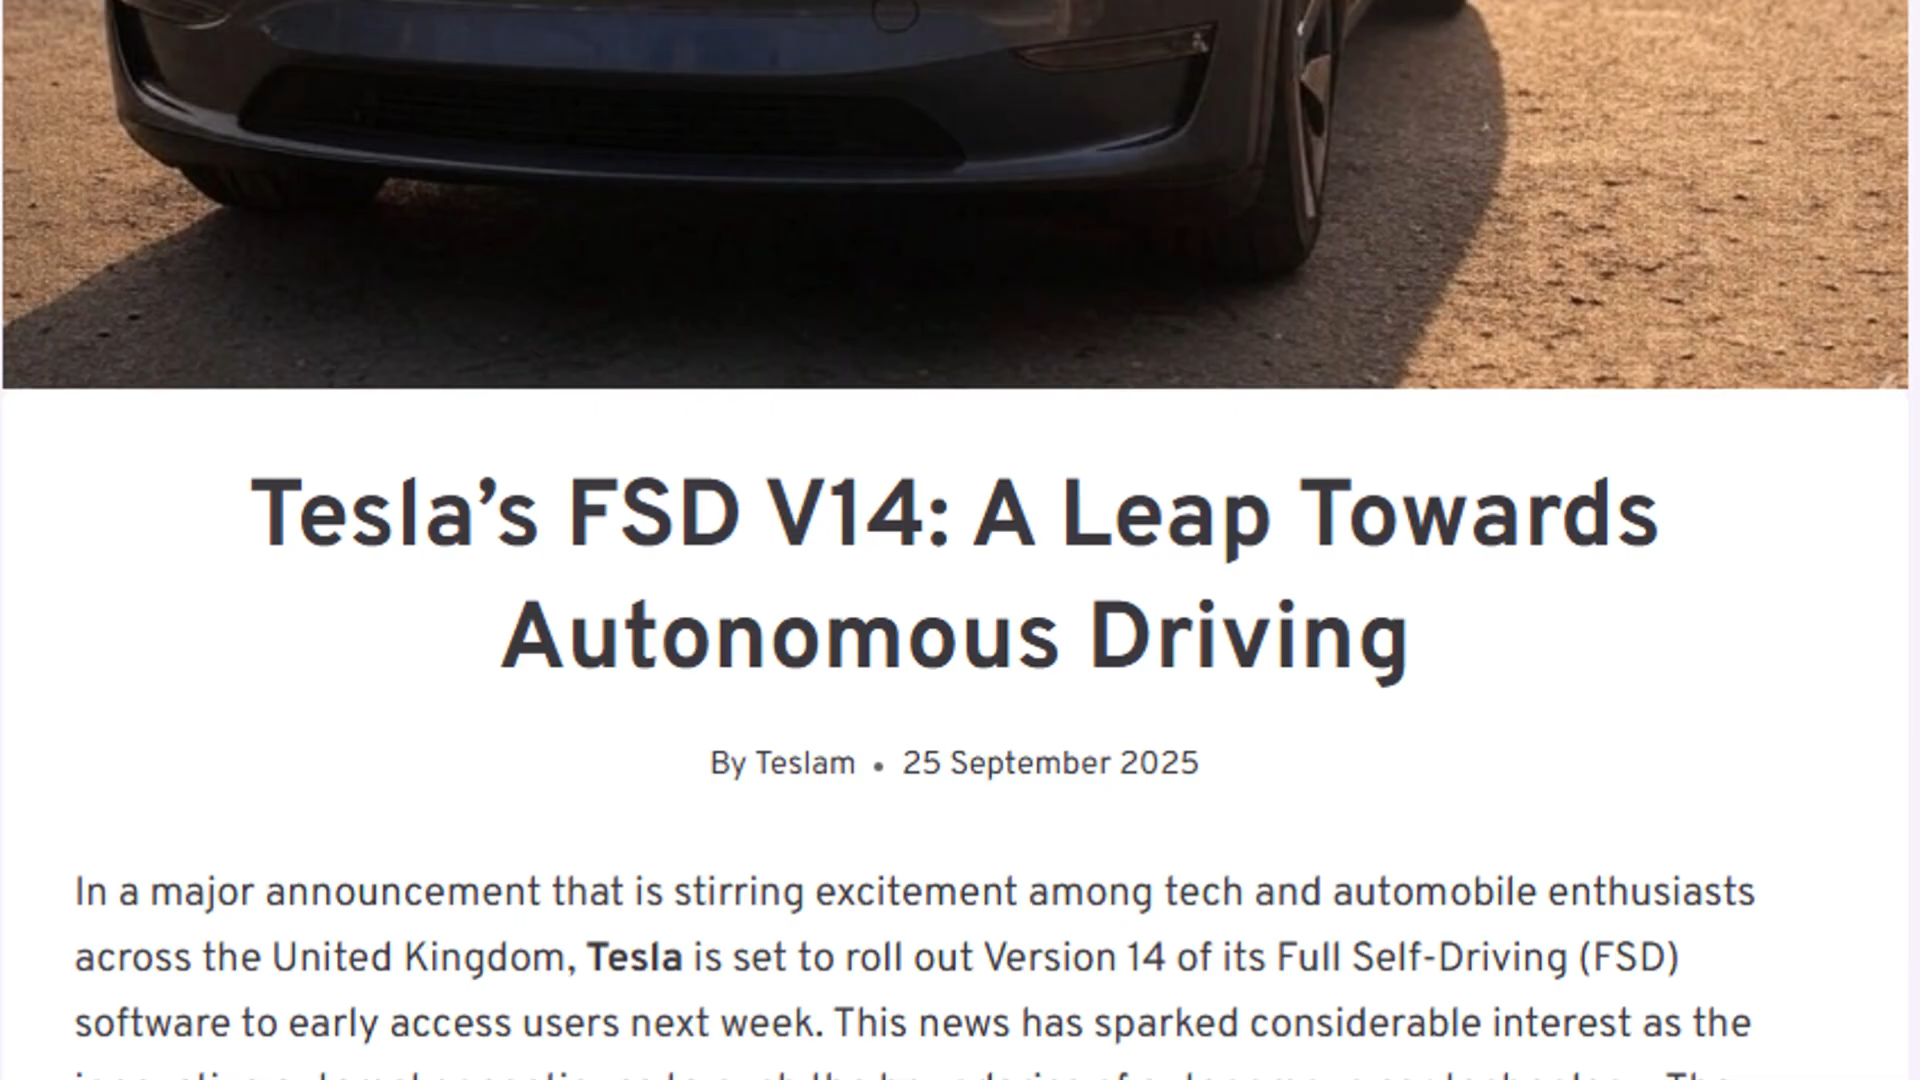 Tesla’s FSD V14: A Leap Towards
Autonomous Driving
By Teslam • 25 September 2025
In a major announcement that is stirring excitement among tech and automobile enthusiasts
across the United Kingdom, Tesla is set to roll out Version 14 of its Full Self-Driving (FSD)
software to early access users next week. This news has sparked considerable interest as the